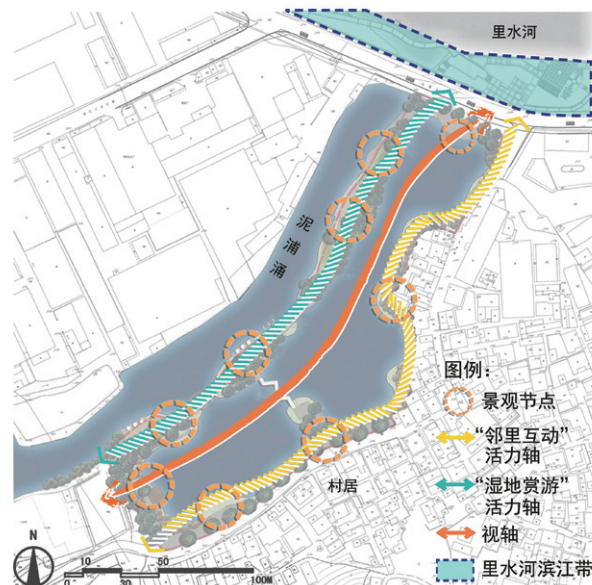 里水河
泥浦涌
图例：
景观节点
“邻里互动”
活力轴
“湿地赏游”
活力轴
视轴
里水河滨江带
村居
N
10
50
0
30
100M